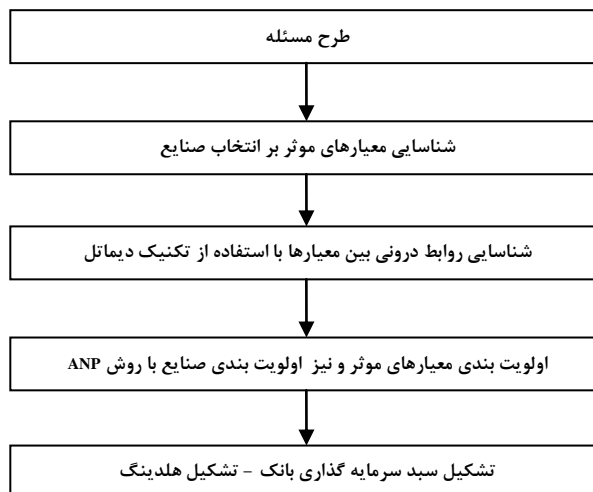 طرح مسئله
شناسایی معیارهای موثر بر انتخاب صنایع
شناسایی روابط درونی بین معیارها با استفاده از تکنیک دیماتل
اولویت بندی معیارهای موثر و نیز اولویت بندی صنایع با روش ANP
تشکیل سبد سرمایه گذاری بانک – تشکیل هلدینگ